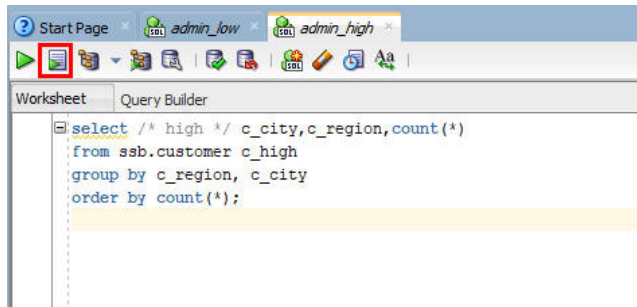 Start Page admin_low admin_high
Worksheet Query Builder
select /* high */ c_city,c_region,count(*)
from ssb.customer c_high
group by c_region, c_city
order by count(*);